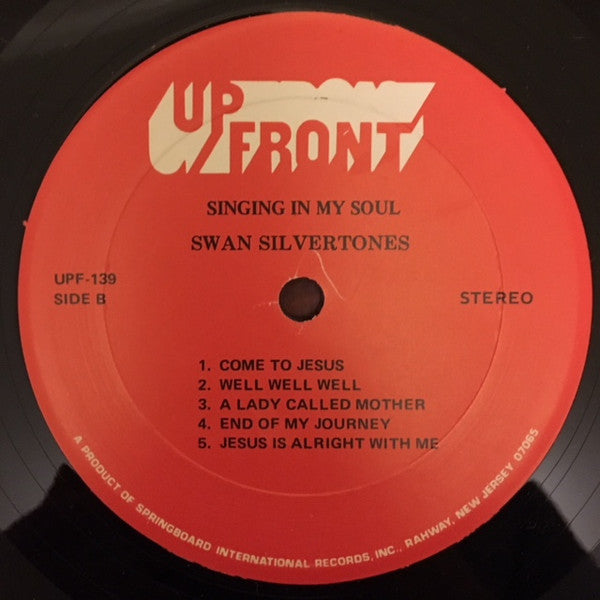 UP
FRONT
SINGING IN MY SOUL
SWAN SILVERTONES
UPF-139
SIDE B
STEREO
1. COME TO JESUS
2. WELL WELL WELL
3. A LADY CALLED MOTHER
4. END OF MY JOURNEY
5. JESUS IS ALRIGHT WITH ME
A PRODUCT OF SPRINGBOARD INTERNATIONAL RECORDS, INC., RAHWAY, NEW JERSEY 07065